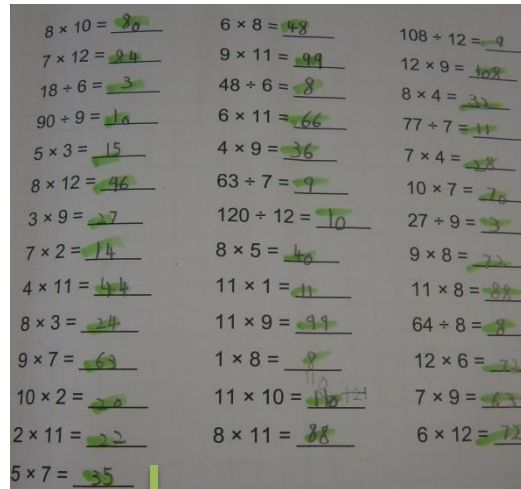 8 × 10 = 80
7 × 12 = 84
18 ÷ 6 = 3
90 ÷ 9 = 10
5 × 3 = 15
8 × 12 = 96
3 × 9 = 27
7 × 2 = 14
4 × 11 = 44
8 × 3 = 24
9 × 7 = 63
10 × 2 = 20
2 × 11 = 22
5 × 7 = 35
6 × 8 = 48
9 × 11 = 99
48 ÷ 6 = 8
6 × 11 = 66
4 × 9 = 36
63 ÷ 7 = 9
120 ÷ 12 = 10
8 × 5 = 40
11 × 1 = 11
11 × 9 = 99
1 × 8 = 8
110
11 × 10 = 121
8 × 11 = 88
108 ÷ 12 = 9
12 × 9 = 108
8 × 4 = 32
77 ÷ 7 = 11
7 × 4 = 28
10 × 7 = 70
27 ÷ 9 = 3
9 × 8 = 72
11 × 8 = 88
64 ÷ 8 = 8
12 × 6 = 72
7 × 9 = 63
6 × 12 = 72